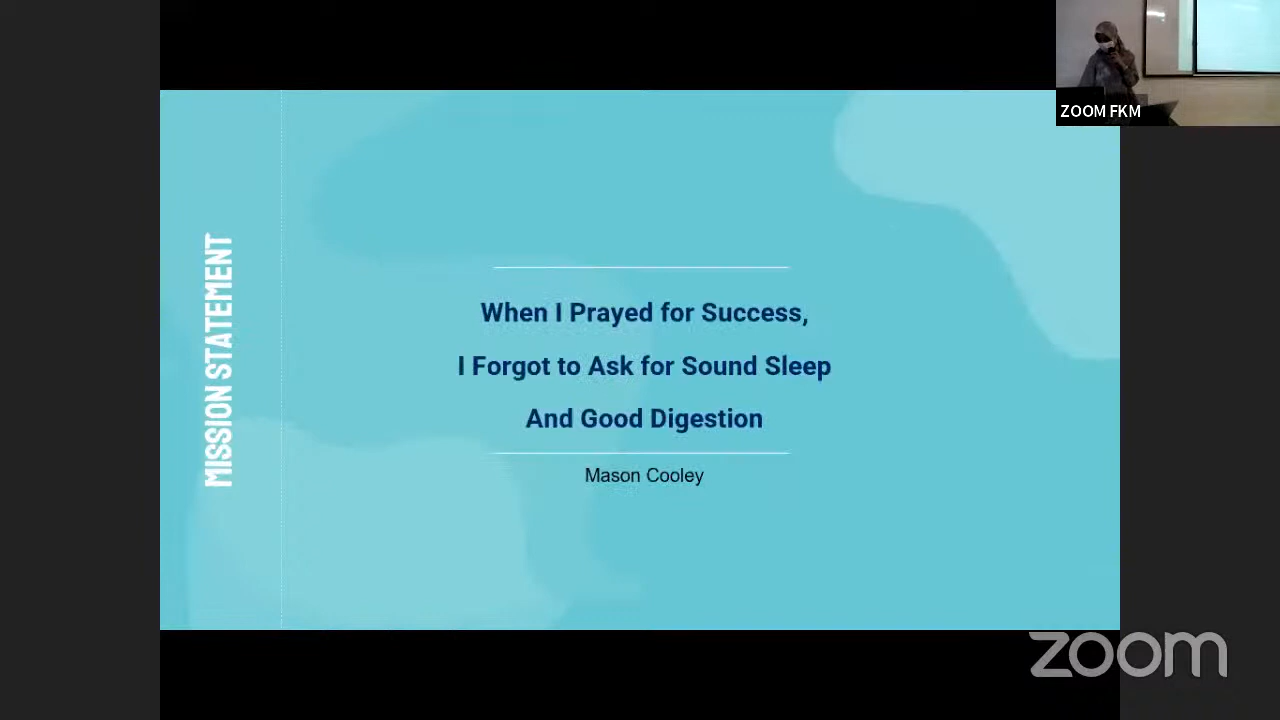 ZOOM FKM
MISSION STATEMENT
When I Prayed for Success,
I Forgot to Ask for Sound Sleep
And Good Digestion
Mason Cooley
zoom